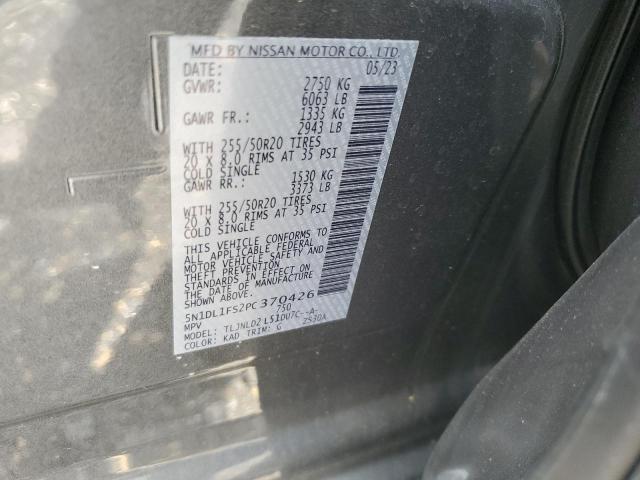 MFD BY NISSAN MOTOR CO., LTD.
DATE: 05/23
GVWR: 2750 KG
6063 LB
GAWR FR.: 1335 KG
2943 LB
WITH 255/50R20 TIRES
20 X 8.0 RIMS AT 35 PSI
COLD SINGLE
GAWR RR.: 1530 KG
3373 LB
WITH 255/50R20 TIRES
20 X 8.0 RIMS AT 35 PSI
COLD SINGLE
THIS VEHICLE CONFORMS TO
ALL APPLICABLE FEDERAL
MOTOR VEHICLE SAFETY AND
THEFT PREVENTION
STANDARDS IN EFFECT ON
THE DATE OF MANUFACTURE
SHOWN ABOVE.
5N1DL1FS2PC370426
MPV 750
MODEL: TLJNLD2L51DU7C--A-
COLOR: KAD TRIM: G ZS30A